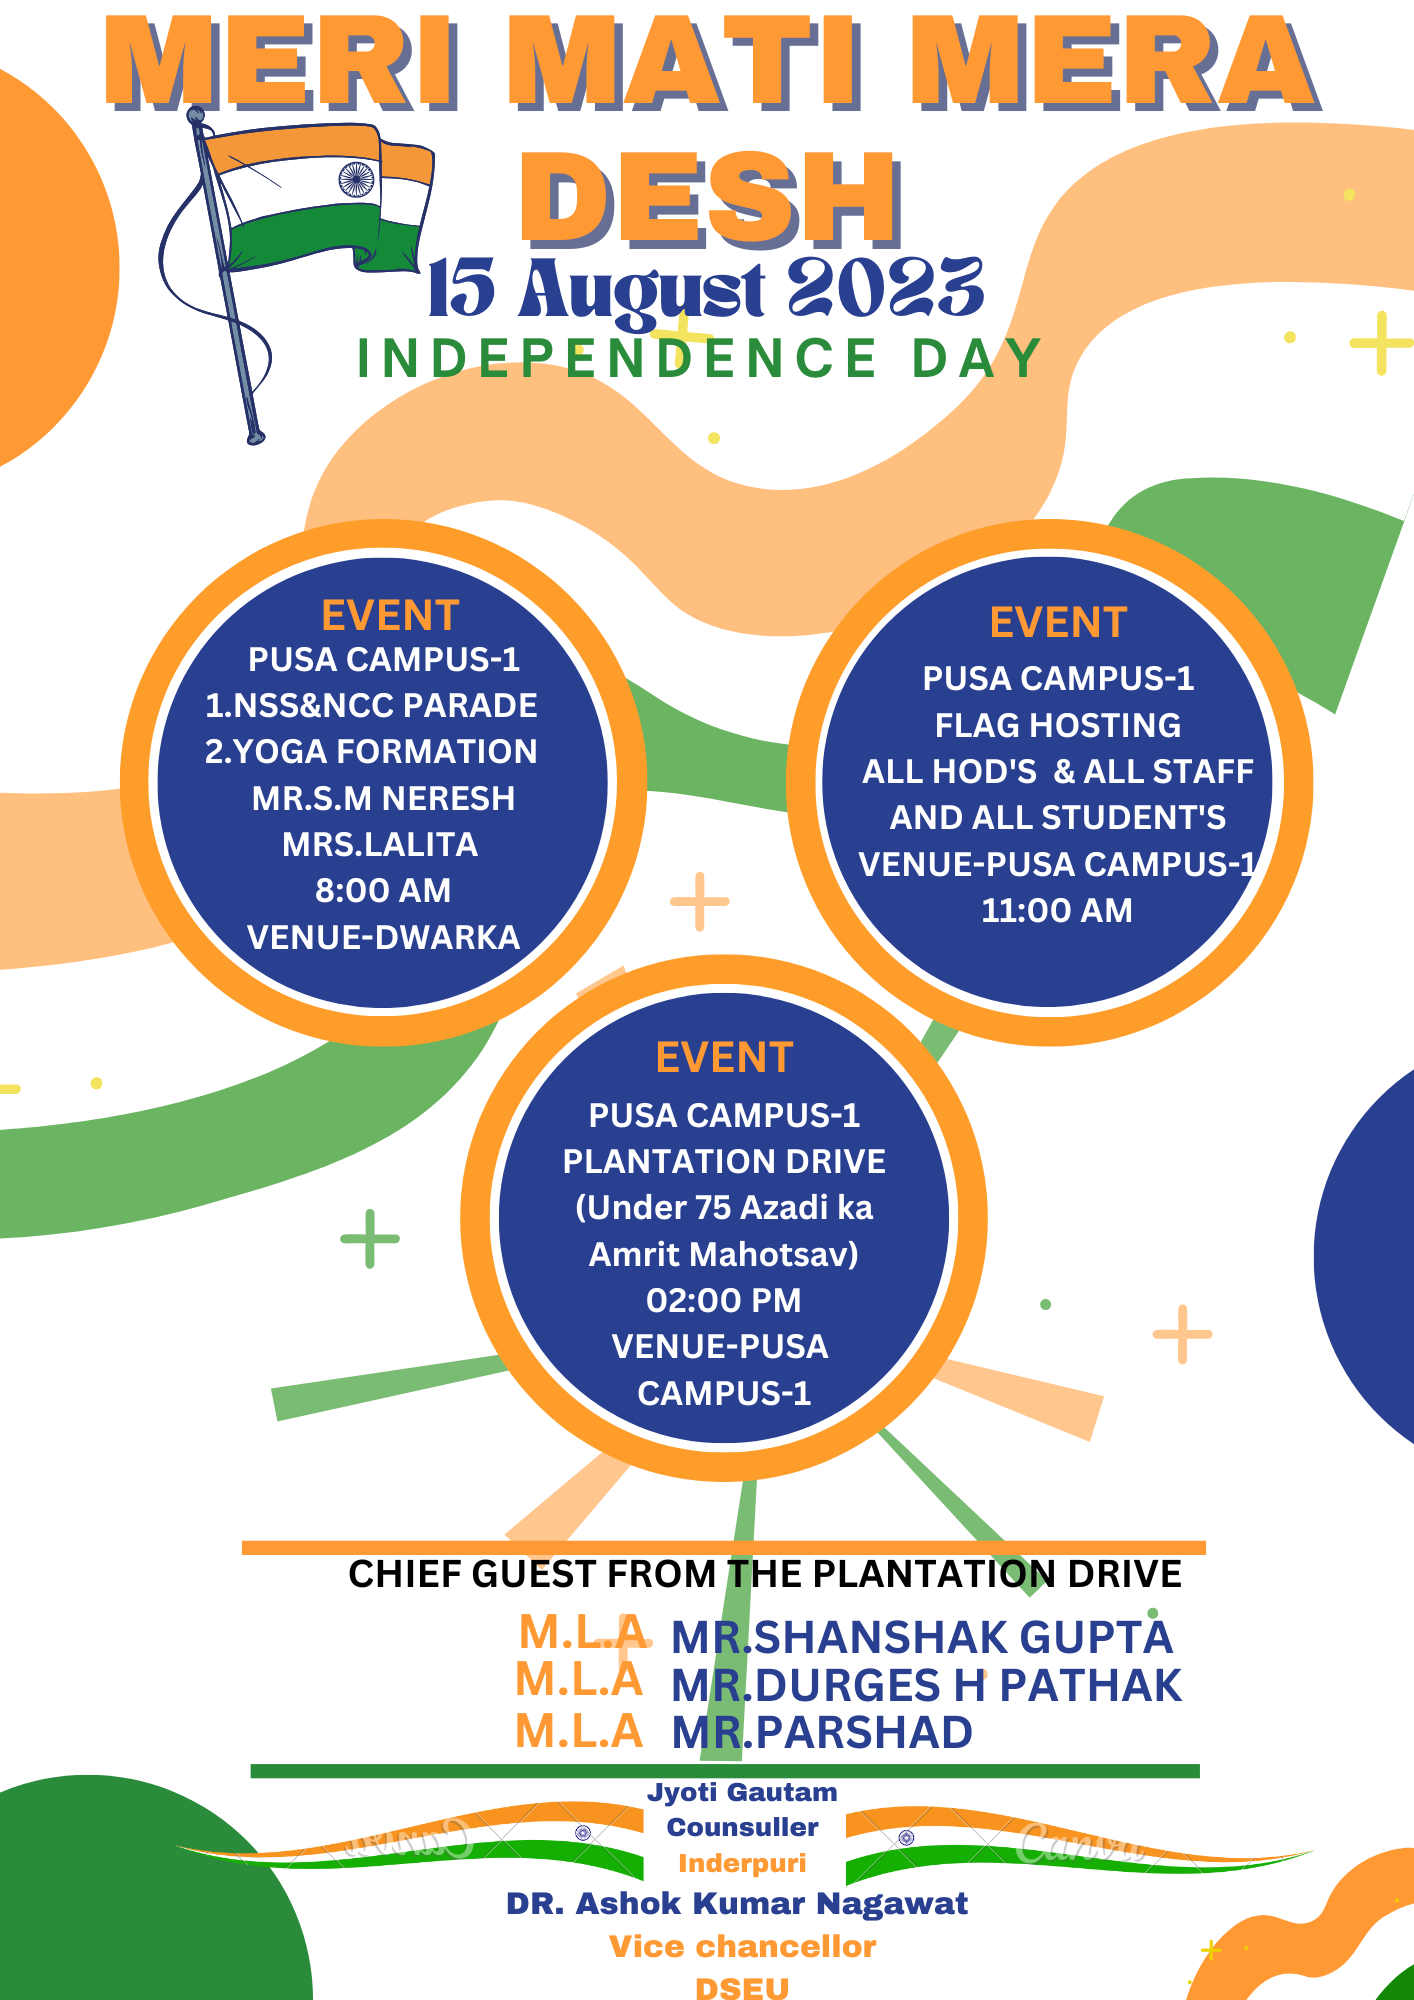 MERI MATI MERA
DESH
15 August 2023
INDEPENDENCE DAY
EVENT
PUSA CAMPUS-1
1.NSS&NCC PARADE
2.YOGA FORMATION
MR.S.M NERESH
MRS.LALITA
8:00 AM
VENUE-DWARKA
EVENT
PUSA CAMPUS-1
FLAG HOSTING
ALL HOD'S & ALL STAFF
AND ALL STUDENT'S
VENUE-PUSA CAMPUS-1
11:00 AM
EVENT
PUSA CAMPUS-1
PLANTATION DRIVE
(Under 75 Azadi ka
Amrit Mahotsav)
02:00 PM
VENUE-PUSA
CAMPUS-1
CHIEF GUEST FROM THE PLANTATION DRIVE
M.L.A MR.SHANSHAK GUPTA
M.L.A MR.DURGES H PATHAK
M.L.A MR.PARSHAD
Jyoti Gautam
Counsuller
Inderpuri
Canva
Canva
DR. Ashok Kumar Nagawat
Vice chancellor
DSEU